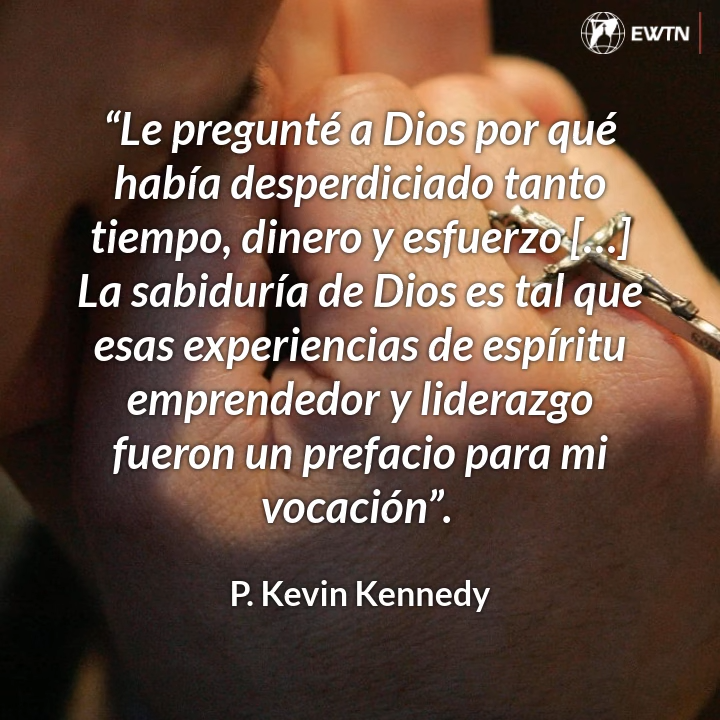 EWTN
“Le pregunté a Dios por qué
había desperdiciado tanto
tiempo, dinero y esfuerzo [...]
La sabiduría de Dios es tal que
esas experiencias de espíritu
emprendedor y liderazgo
fueron un prefacio para mi
vocación”.
P. Kevin Kennedy